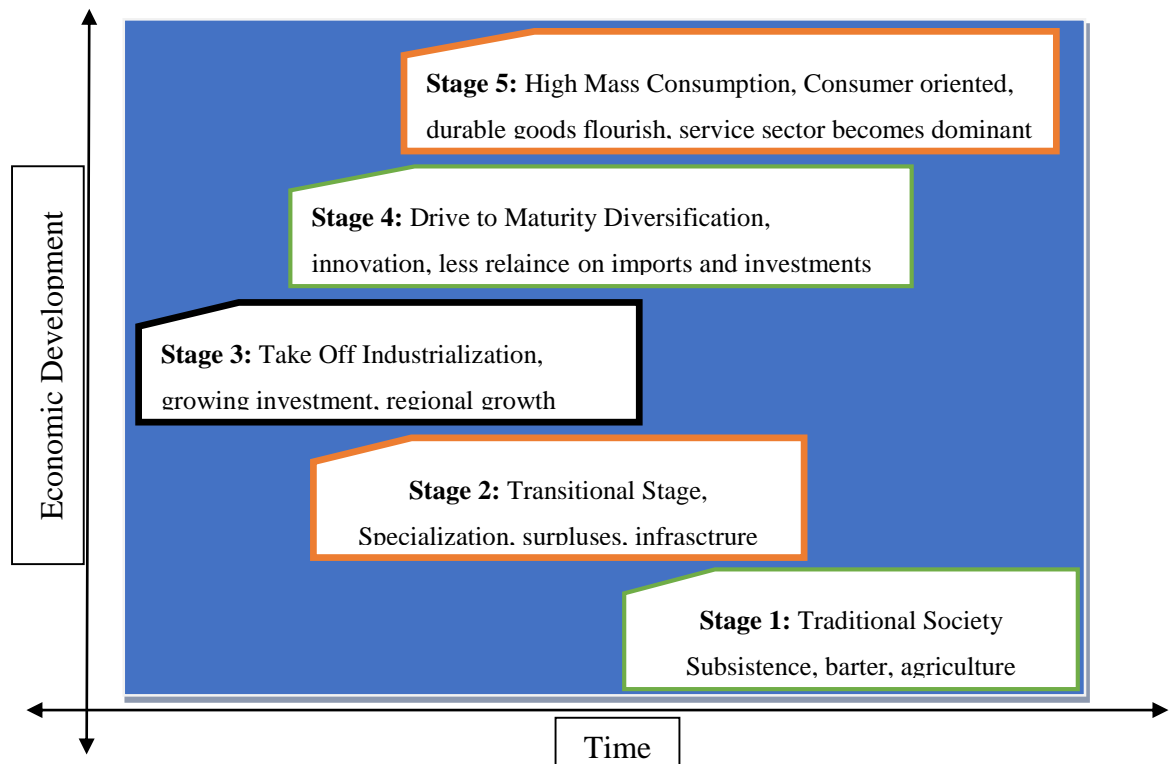 Stage 5: High Mass Consumption, Consumer oriented,
durable goods flourish, service sector becomes dominant
Stage 4: Drive to Maturity Diversification,
innovation, less relaince on imports and investments
Economic Development
Stage 3: Take Off Industrialization,
growing investment, regional growth
Stage 2: Transitional Stage,
Specialization, surpluses, infrasctrure
Stage 1: Traditional Society
Subsistence, barter, agriculture
Time